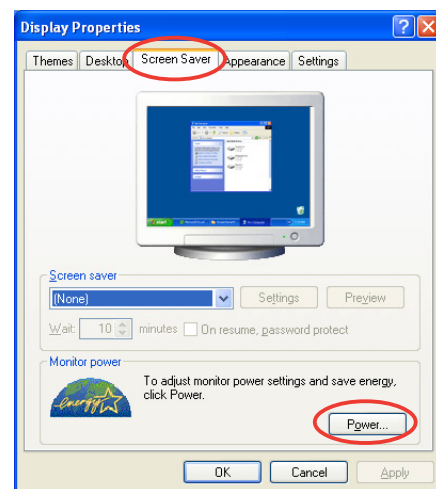 Display Properties
Themes Desktop Screen Saver Appearance Settings
start
Screen saver
(None) Settings Preview
Wait: 10 minutes On resume, password protect
Monitor power
energy
To adjust monitor power settings and save energy,
click Power.
Power...
OK Cancel Apply